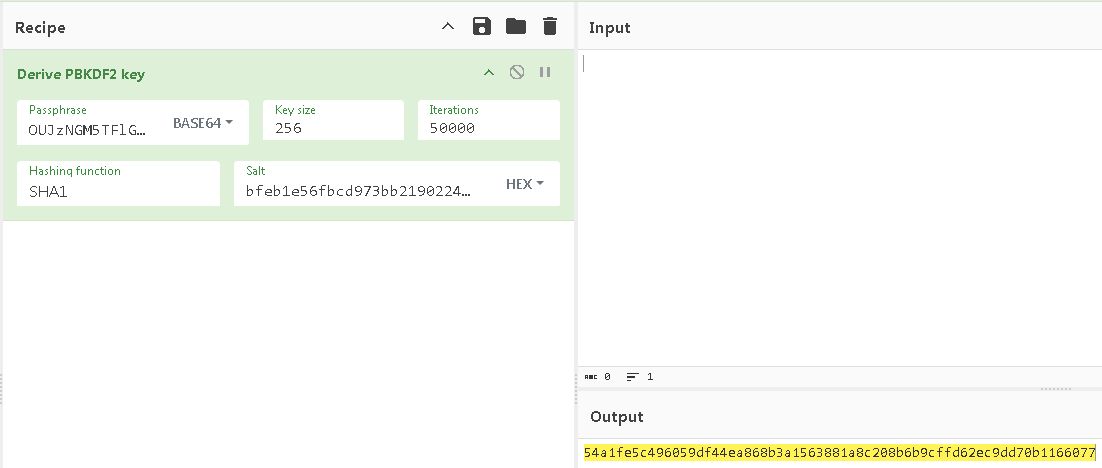 Recipe
Derive PBKDF2 key
Passphrase
OUJzNGM5TFlG…
BASE64
Key size
256
Iterations
50000
Hashing function
SHA1
Salt
bfeb1e56fbcd973bb2190224…
HEX
Input
ABC 0
1
Output
54a1fe5c496059df44ea868b3a1563881a8c208b6b9cffd62ec9dd70b1166077